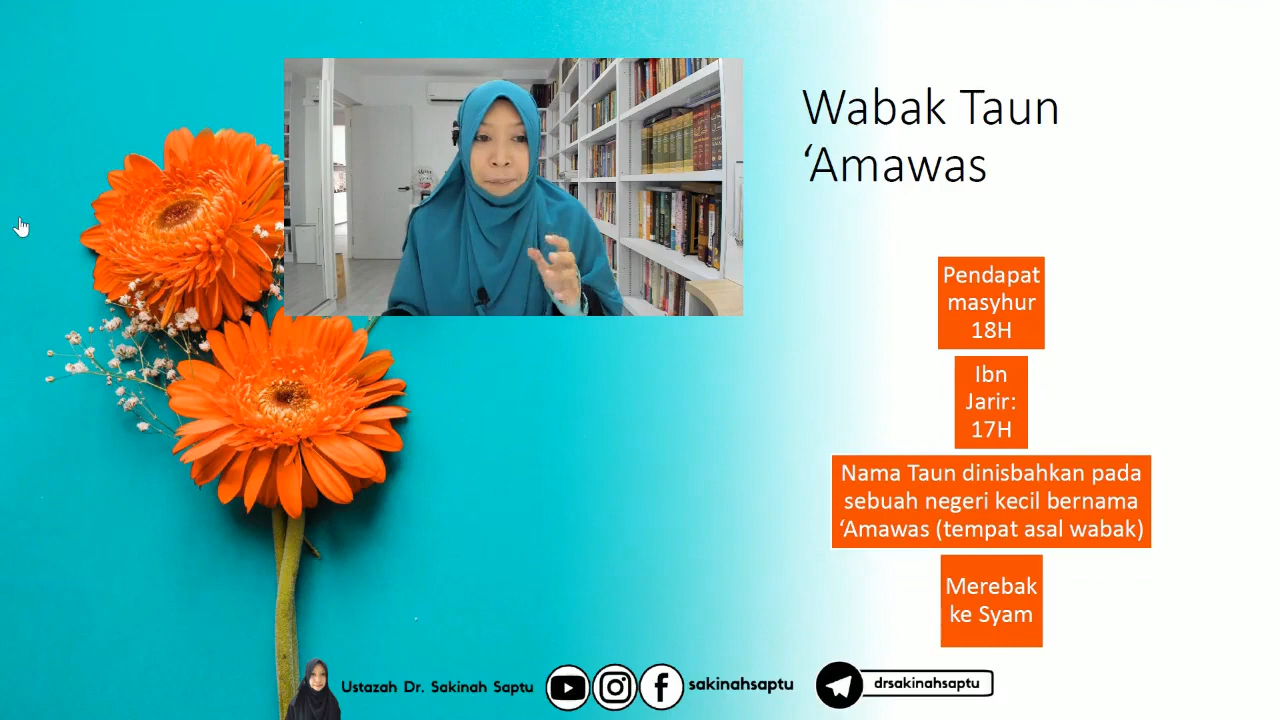 Wabak Taun
‘Amawas
Pendapat
masyhur
18H
Ibn
Jarir:
17H
Nama Taun dinisbahkan pada
sebuah negeri kecil bernama
‘Amawas (tempat asal wabak)
Merebak
ke Syam
Ustazah Dr. Sakinah Saptu
sakinahsaptu
drsakinahsaptu